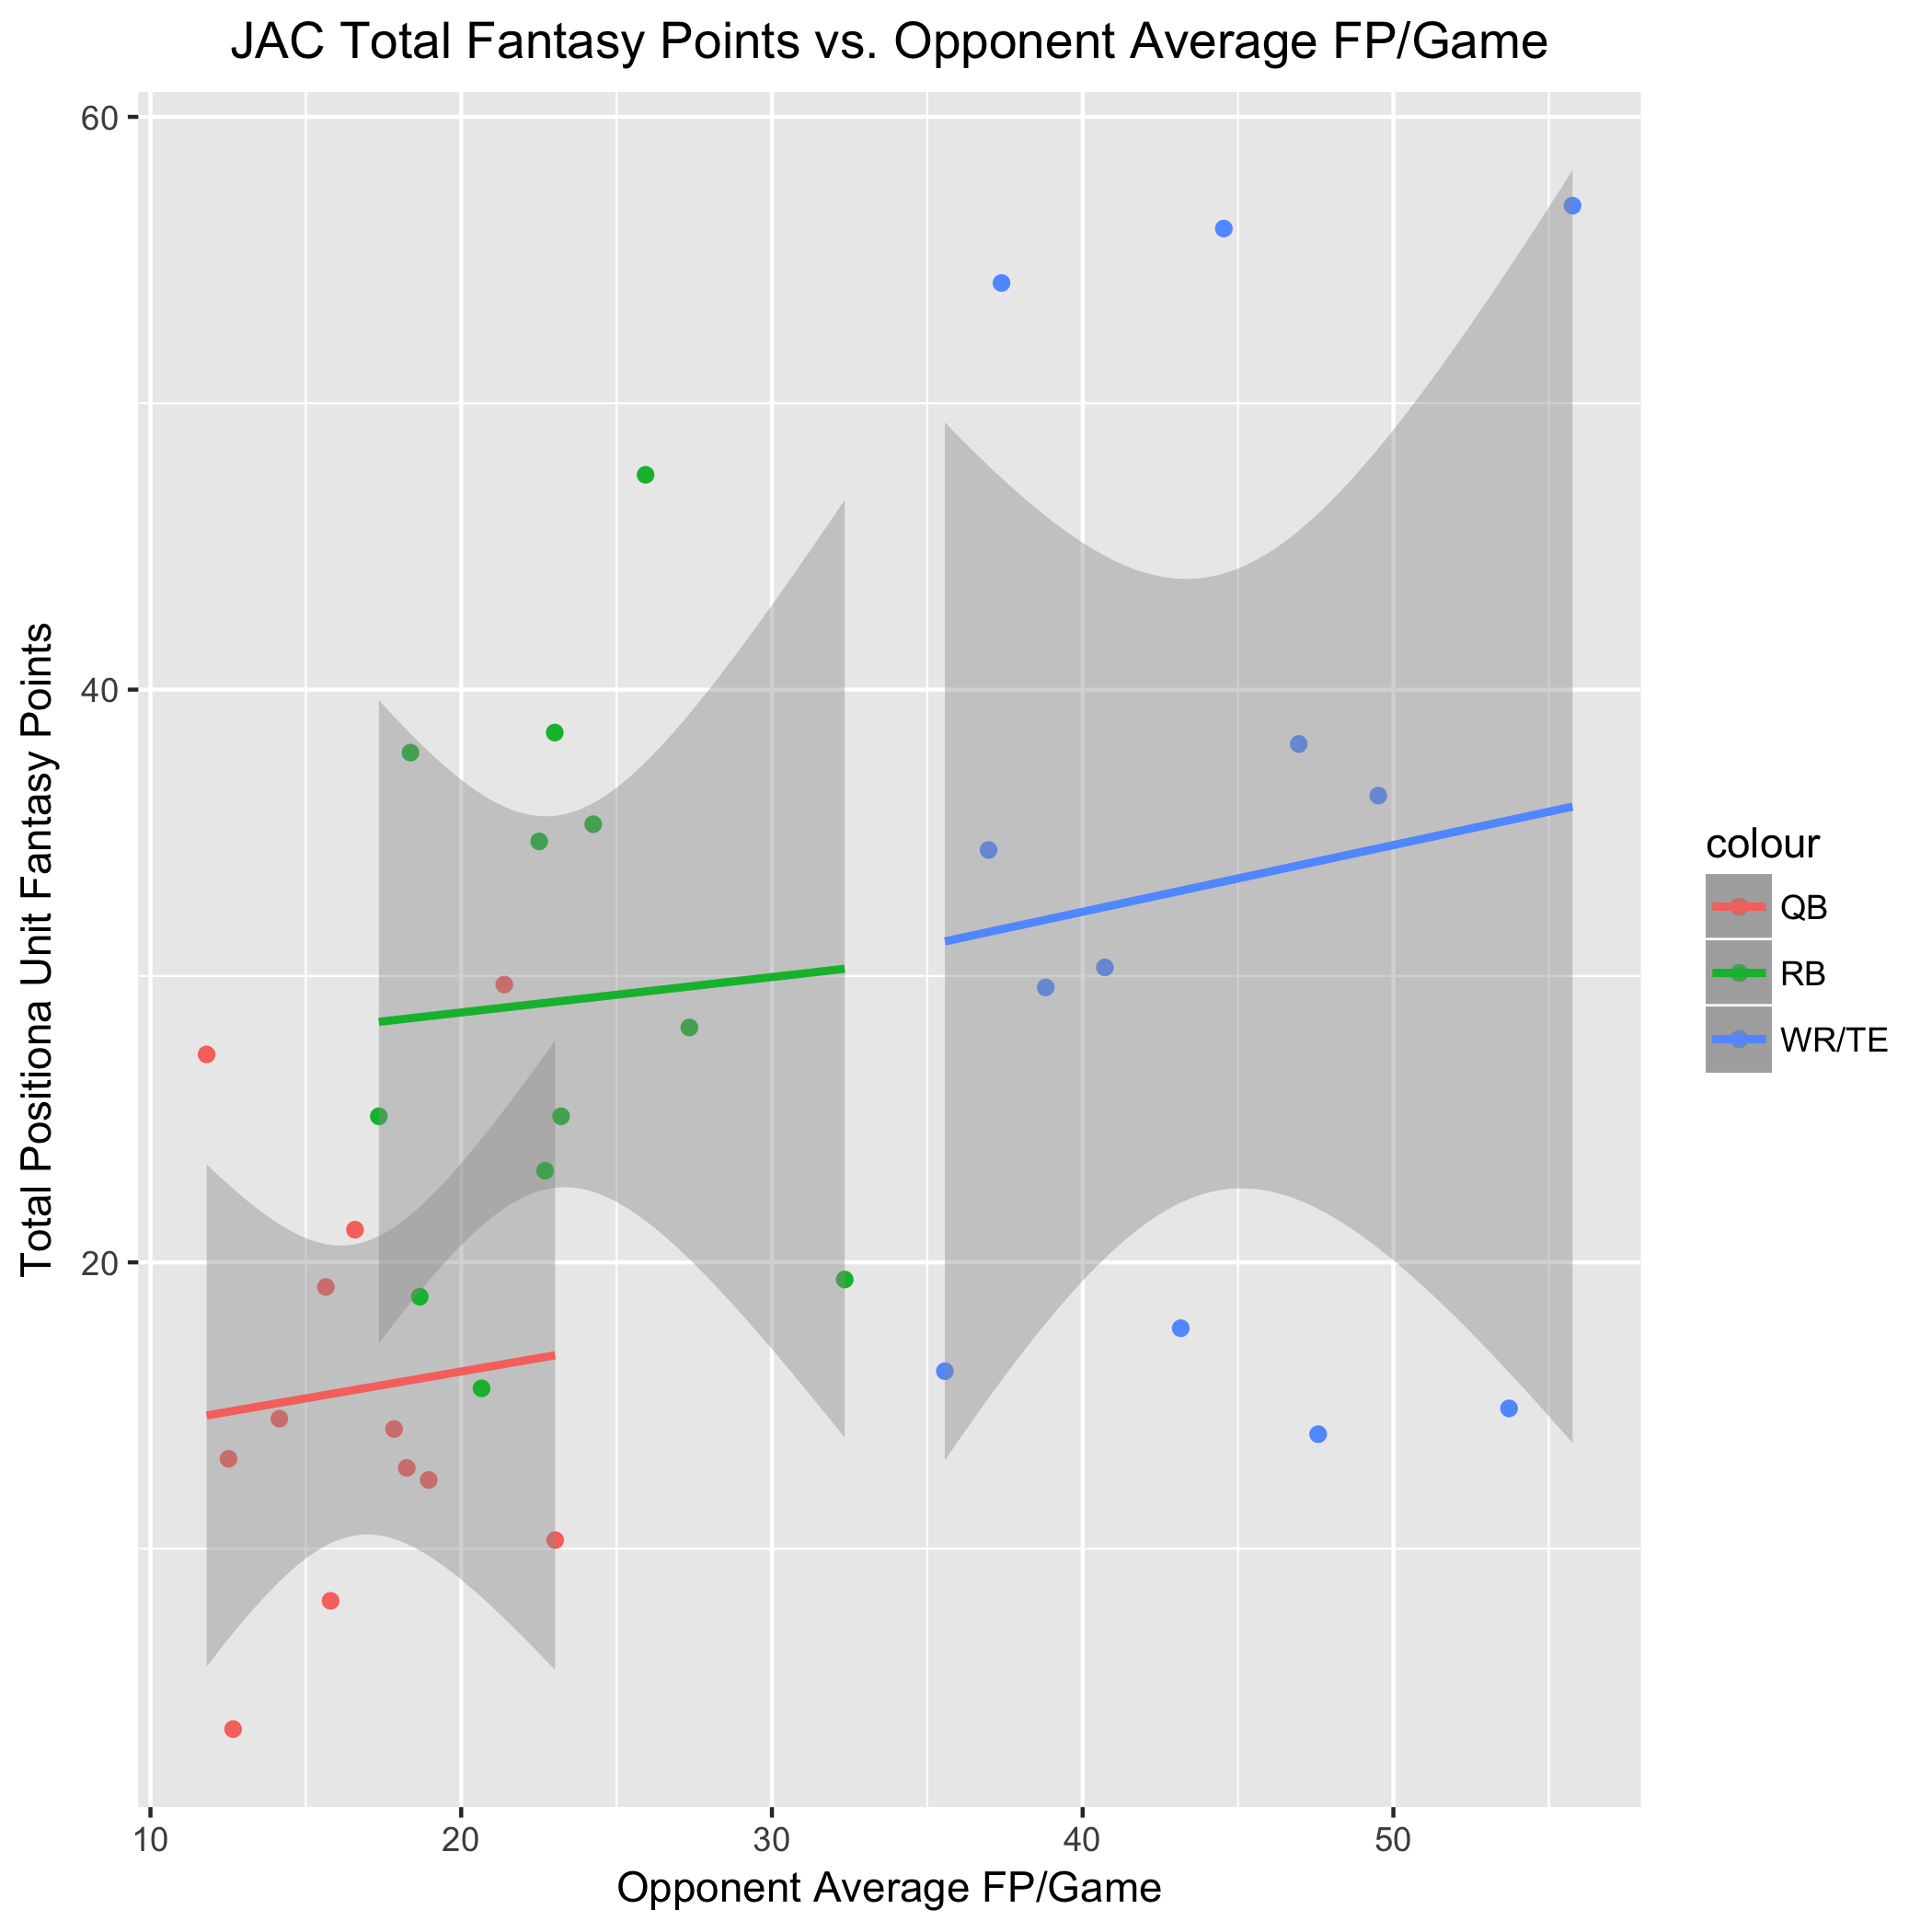 JAC Total Fantasy Points vs. Opponent Average FP/Game
60
40
20
Total Positiona Unit Fantasy Points
10 20 30 40 50
Opponent Average FP/Game
colour
QB
RB
WR/TE